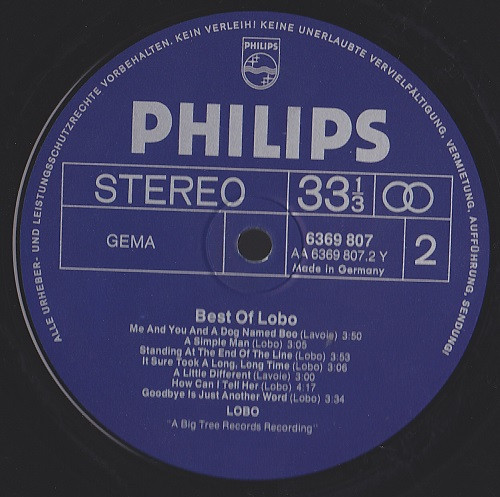 ALLE URHEBER- UND LEISTUNGSSCHUTZRECHTE VORBEHALTEN. KEIN VERLEIH! KEINE UNERLAUBTE VERVIELFÄLTIGUNG, VERMIETUNG, AUFFÜHRUNG, SENDUNG!
PHILIPS
PHILIPS
STEREO 33 1/3
GEMA
6369 807
AA 6369 807.2 Y
Made in Germany
2
Best Of Lobo
Me And You And A Dog Named Boo (Lavoie) 3:50
A Simple Man (Lobo) 3:05
Standing At The End Of The Line (Lobo) 3:53
It Sure Took A Long, Long Time (Lobo) 3:06
A Little Different (Lavoie) 3:00
How Can I Tell Her (Lobo) 4:17
Goodbye Is Just Another Word (Lobo) 3:34
LOBO
"A Big Tree Records Recording"